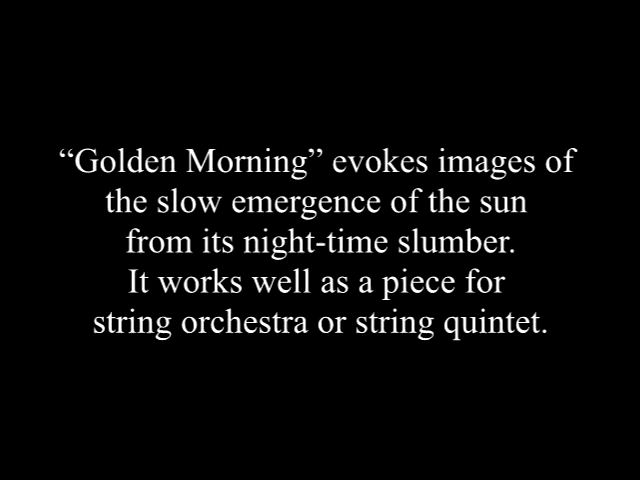 “Golden Morning” evokes images of
the slow emergence of the sun
from its night-time slumber.
It works well as a piece for
string orchestra or string quintet.